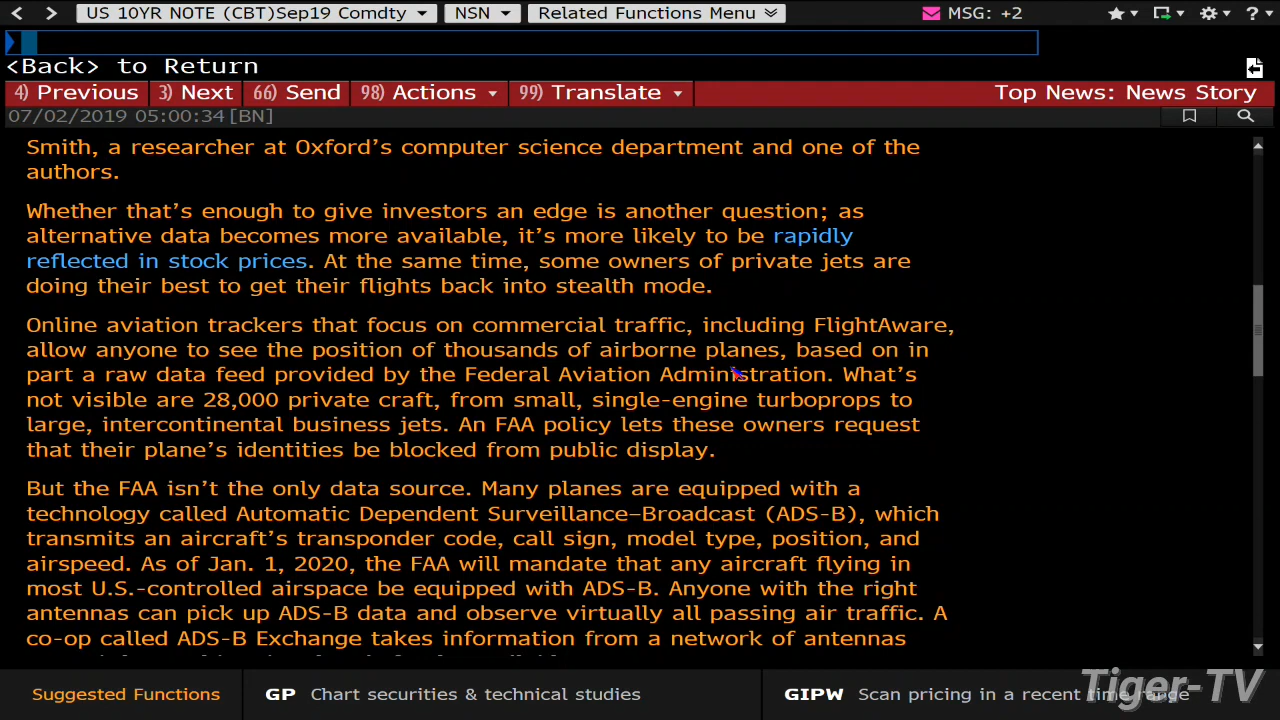 US 10YR NOTE (CBT)Sep19 Comdty NSN Related Functions Menu MSG: +2 ?
<Back> to Return
4) Previous 3) Next 66) Send 98) Actions 99) Translate Top News: News Story
07/02/2019 05:00:34[BN]
Smith, a researcher at Oxford’s computer science department and one of the
authors.
Whether that’s enough to give investors an edge is another question; as
alternative data becomes more available, it’s more likely to be rapidly
reflected in stock prices. At the same time, some owners of private jets are
doing their best to get their flights back into stealth mode.
Online aviation trackers that focus on commercial traffic, including FlightAware,
allow anyone to see the position of thousands of airborne planes, based on in
part a raw data feed provided by the Federal Aviation Administration. What’s
not visible are 28,000 private craft, from small, single-engine turboprops to
large, intercontinental business jets. An FAA policy lets these owners request
that their plane’s identities be blocked from public display.
But the FAA isn’t the only data source. Many planes are equipped with a
technology called Automatic Dependent Surveillance–Broadcast (ADS-B), which
transmits an aircraft’s transponder code, call sign, model type, position, and
airspeed. As of Jan. 1, 2020, the FAA will mandate that any aircraft flying in
most U.S.-controlled airspace be equipped with ADS-B. Anyone with the right
antennas can pick up ADS-B data and observe virtually all passing air traffic. A
co-op called ADS-B Exchange takes information from a network of antennas
Suggested Functions GP Chart securities & technical studies GIPW Scan pricing in a recent time range
Tiger-TV